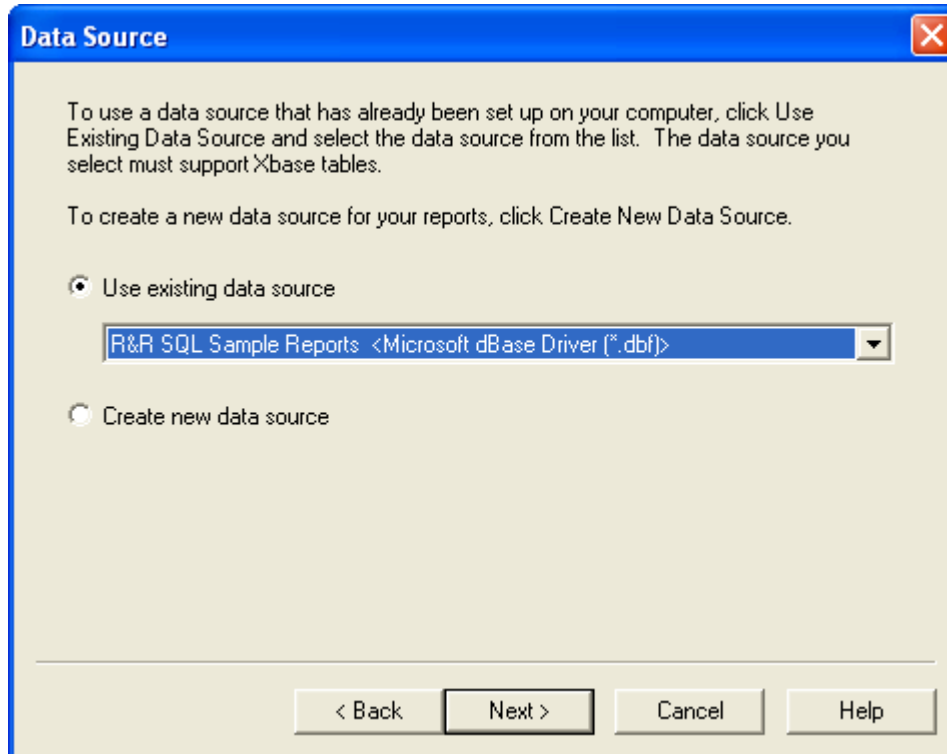 Data Source
To use a data source that has already been set up on your computer, click Use
Existing Data Source and select the data source from the list. The data source you
select must support Xbase tables.
To create a new data source for your reports, click Create New Data Source.
Use existing data source
R&R SQL Sample Reports <Microsoft dBase Driver (*.dbf)>
Create new data source
< Back Next > Cancel Help